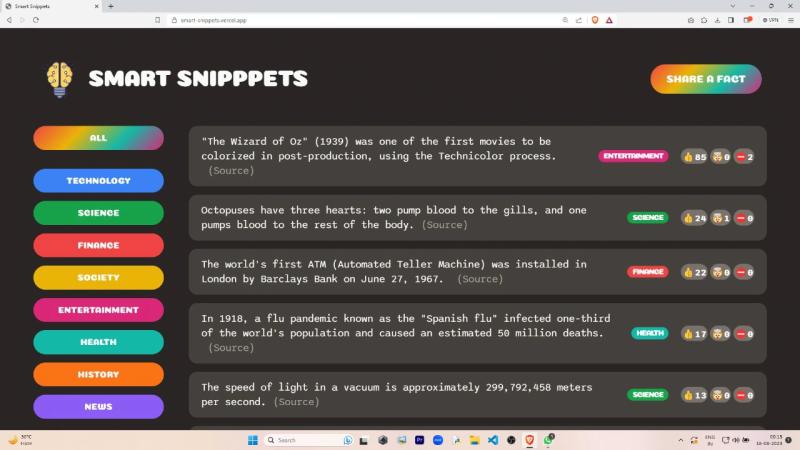 Smart Snippets
smart-snippets.vercel.app
VPN
SMART SNIPPPETS
SHARE A FACT
ALL
TECHNOLOGY
SCIENCE
FINANCE
SOCIETY
ENTERTAINMENT
HEALTH
HISTORY
NEWS
"The Wizard of Oz" (1939) was one of the first movies to be
colorized in post-production, using the Technicolor process.
(Source)
ENTERTAINMENT
85 0 2
Octopuses have three hearts: two pump blood to the gills, and one
pumps blood to the rest of the body. (Source)
SCIENCE
24 1 0
The world's first ATM (Automated Teller Machine) was installed in
London by Barclays Bank on June 27, 1967. (Source)
FINANCE
22 0 0
In 1918, a flu pandemic known as the "Spanish flu" infected one-third
of the world's population and caused an estimated 50 million deaths.
(Source)
HEALTH
17 0 0
The speed of light in a vacuum is approximately 299,792,458 meters
per second. (Source)
SCIENCE
13 0 0
30°C
Haze
Search
ENG
IN
00:15